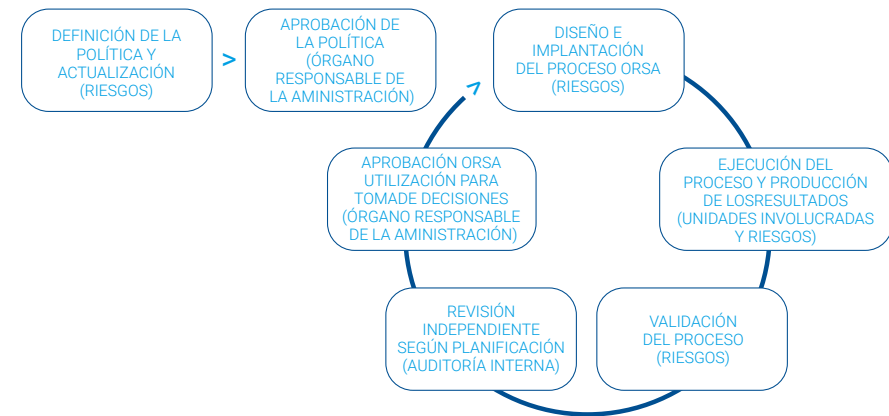 DEFINICIÓN DE LA
POLÍTICA Y
ACTUALIZACIÓN
(RIESGOS)
>
APROBACIÓN DE
LA POLÍTICA
(ÓRGANO
RESPONSABLE DE
LA AMINISTRACIÓN)
DISEÑO E
IMPLANTACIÓN
DEL PROCESO ORSA
(RIESGOS)
EJECUCIÓN DEL
PROCESO Y PRODUCCIÓN
DE LOSRESULTADOS
(UNIDADES INVOLUCRADAS
Y RIESGOS)
VALIDACIÓN
DEL PROCESO
(RIESGOS)
REVISIÓN
INDEPENDIENTE
SEGÚN PLANIFICACIÓN
(AUDITORÍA INTERNA)
APROBACIÓN ORSA
UTILIZACIÓN PARA
TOMADE DECISIONES
(ÓRGANO RESPONSABLE
DE LA AMINISTRACIÓN)